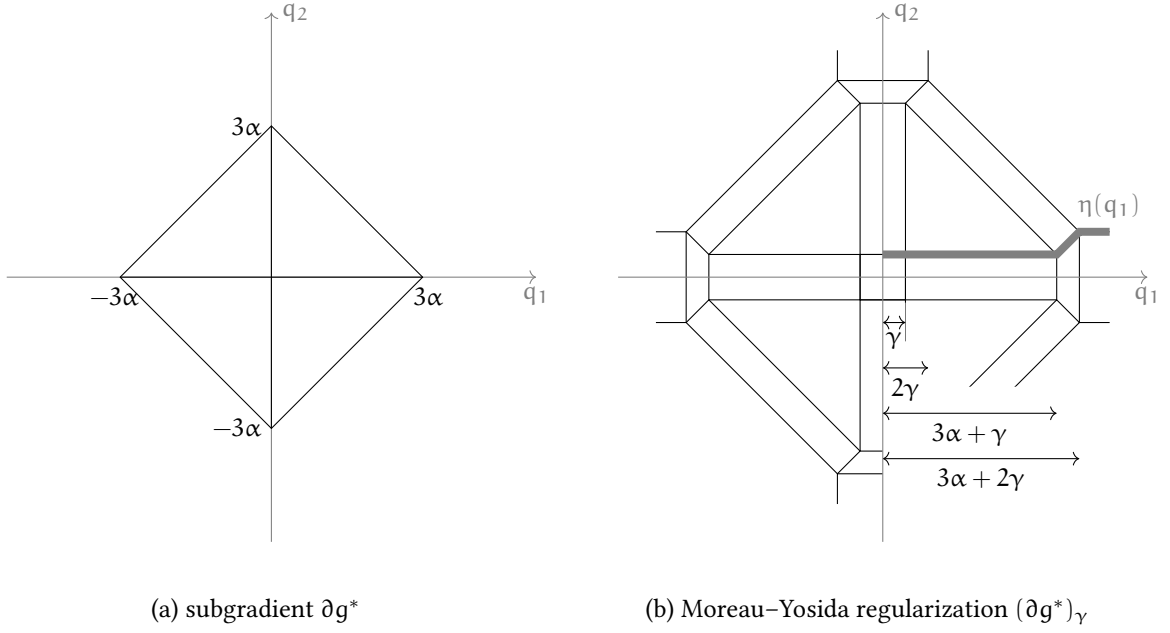 q₂
3α
−3α
3α
q₁
−3α
q₂
η(q₁)
q₁
γ
2γ
3α + γ
3α + 2γ
(a) subgradient ∂g*
(b) Moreau–Yosida regularization (∂g*)γ